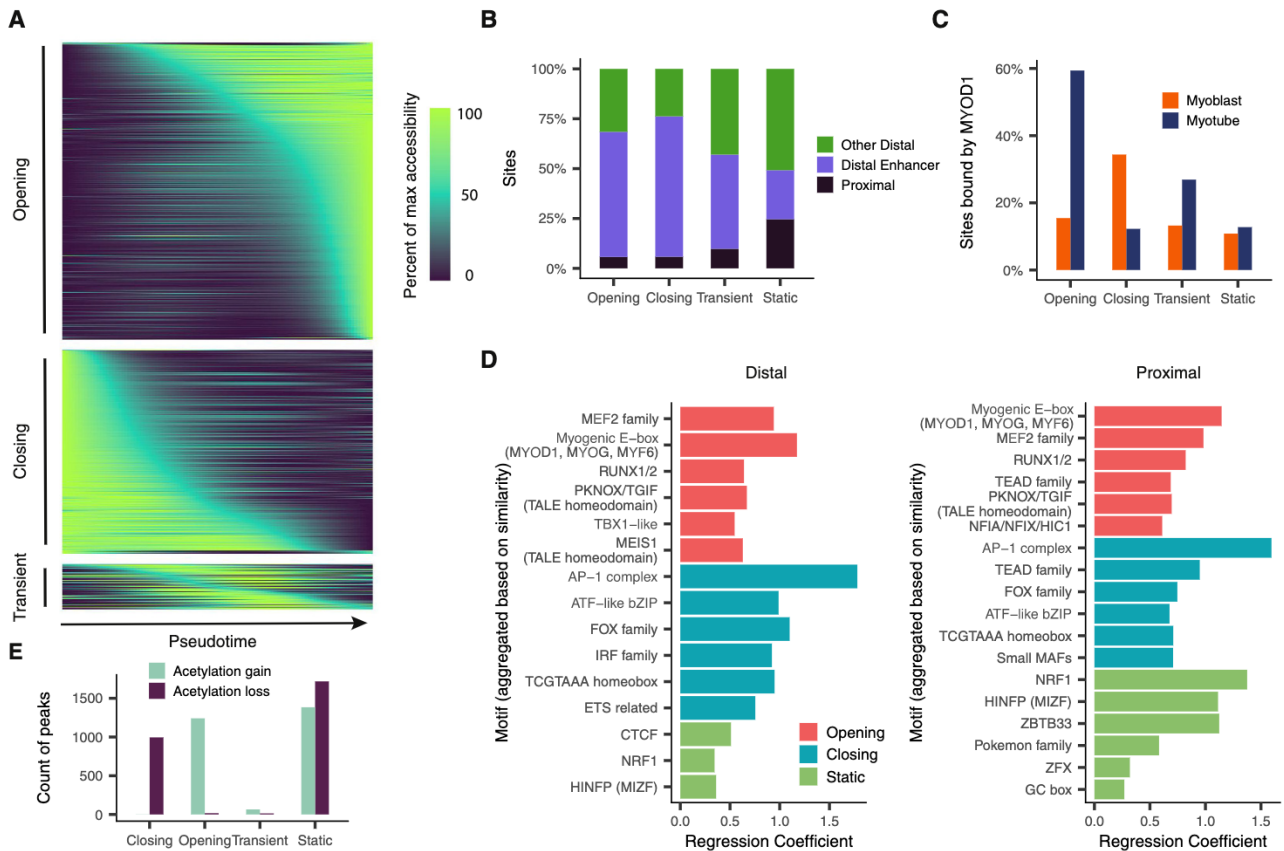 A
Opening
Closing
Transient
Pseudotime
Percent of max accessibility
100
50
0
B
Sites
100%
75%
50%
25%
0%
Opening
Closing
Transient
Static
Other Distal
Distal Enhancer
Proximal
C
Sites bound by MYOD1
60%
40%
20%
0%
Opening
Closing
Transient
Static
Myoblast
Myotube
D
Distal
Motif (aggregated based on similarity)
MEF2 family
Myogenic E−box
(MYOD1, MYOG, MYF6)
RUNX1/2
PKNOX/TGIF
(TALE homeodomain)
TBX1−like
MEIS1
(TALE homeodomain)
AP−1 complex
ATF−like bZIP
FOX family
IRF family
TCGTAAA homeobox
ETS related
CTCF
NRF1
HINFP (MIZF)
0.0
0.5
1.0
1.5
Regression Coefficient
Opening
Closing
Static
Proximal
Motif (aggregated based on similarity)
Myogenic E−box
(MYOD1, MYOG, MYF6)
MEF2 family
RUNX1/2
TEAD family
PKNOX/TGIF
(TALE homeodomain)
NFIA/NFIX/HIC1
AP−1 complex
TEAD family
FOX family
ATF−like bZIP
TCGTAAA homeobox
Small MAFs
NRF1
HINFP (MIZF)
ZBTB33
Pokemon family
ZFX
GC box
0.0
0.5
1.0
1.5
Regression Coefficient
E
Acetylation gain
Acetylation loss
Count of peaks
1500
1000
500
0
Closing
Opening
Transient
Static